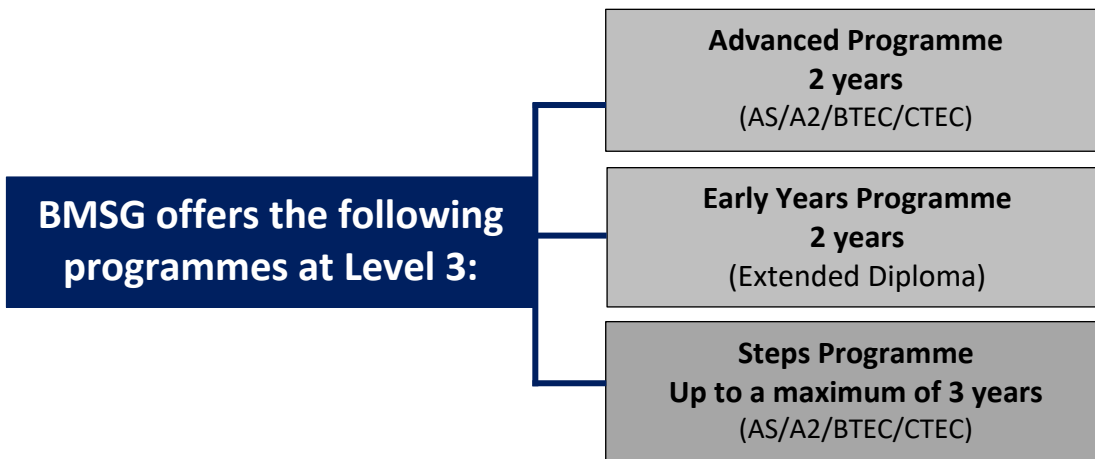 BMSG offers the following
programmes at Level 3:
Advanced Programme
2 years
(AS/A2/BTEC/CTEC)
Early Years Programme
2 years
(Extended Diploma)
Steps Programme
Up to a maximum of 3 years
(AS/A2/BTEC/CTEC)